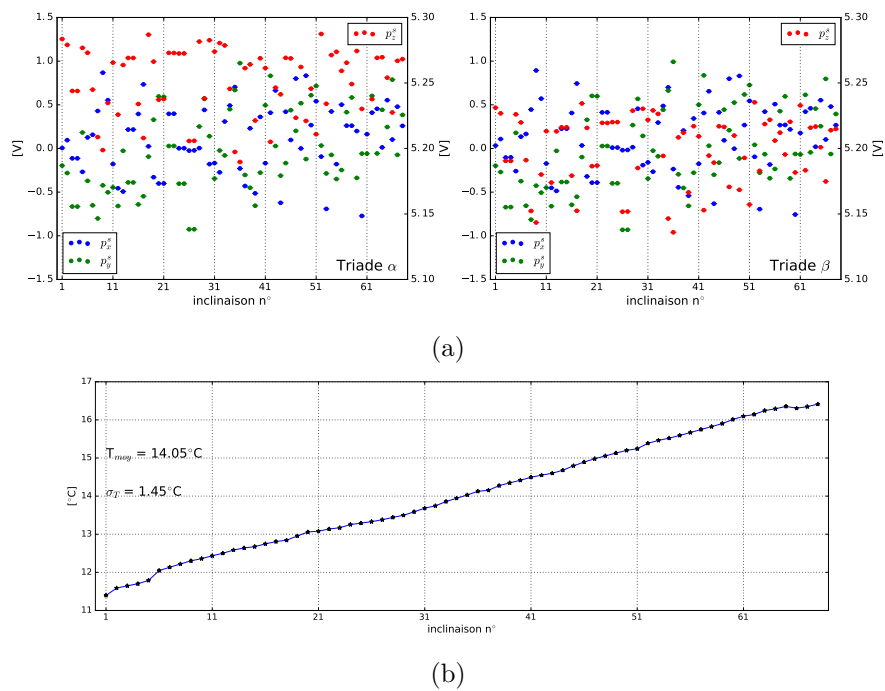 1.5
1.0
0.5
0.0
−0.5
−1.0
−1.5
[V]
5.30
5.25
5.20
5.15
5.10
[V]
p_z^s
p_x^s
p_y^s
Triade α
1 11 21 31 41 51 61
inclinaison n°
1.5
1.0
0.5
0.0
−0.5
−1.0
−1.5
[V]
5.30
5.25
5.20
5.15
5.10
[V]
p_z^s
p_x^s
p_y^s
Triade β
1 11 21 31 41 51 61
inclinaison n°
(a)
17
16
15
14
13
12
11
[°C]
T_moy = 14.05°C
σ_T = 1.45°C
1 11 21 31 41 51 61
inclinaison n°
(b)